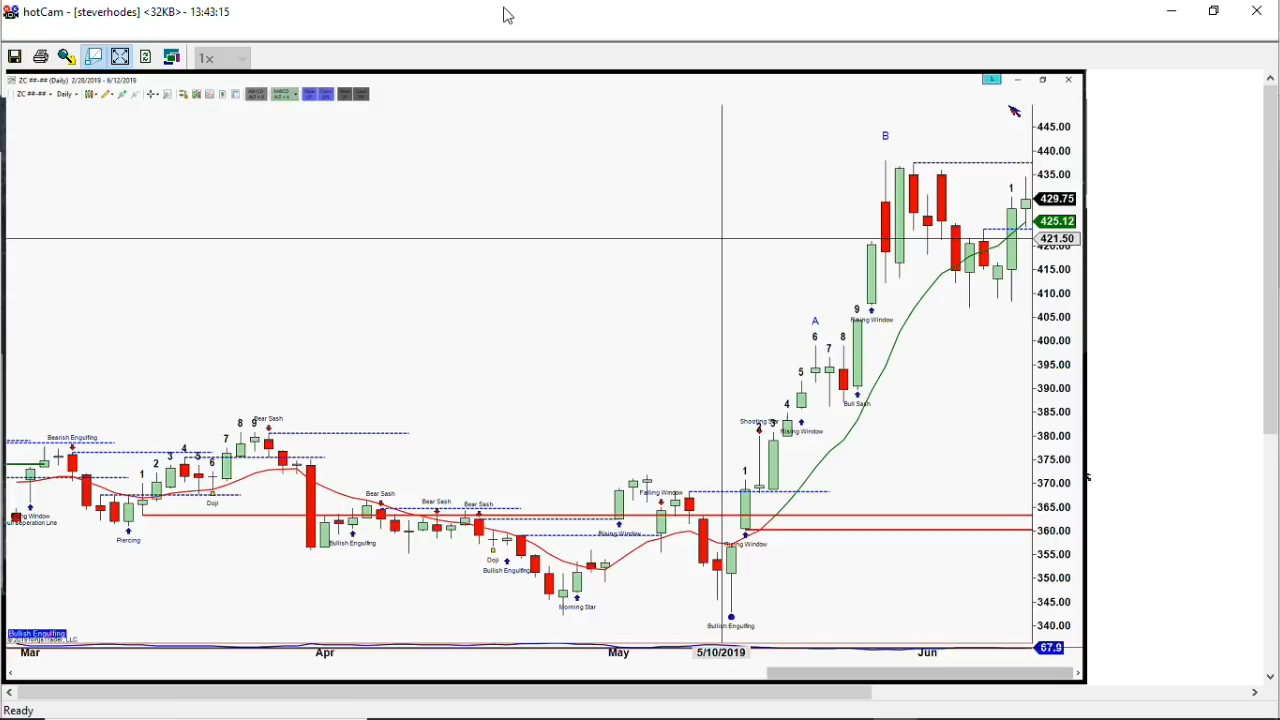 hotCam - [steverhodes] <32KB> - 13:43:15
1x
ZC ##-## (Daily) 2/28/2019 - 6/12/2019
L
ZC ##-## Daily
445.00
B
440.00
435.00
1
429.75
425.12
421.50
420.00
415.00
410.00
405.00
9
Rising Window
A
400.00
6
8
7
395.00
5
390.00
Bull Sash
4
385.00
Shooting
3
Rising Window
380.00
Bear Sash
8 9
7
Bearish Engulfing
4
3
5
2
6
1
375.00
1
370.00
Bear Sash
Bear Sash
Bear Sash
Falling Window
Doji
365.00
Rising Window
Piercing
Bullish Engulfing
360.00
Rising Window
Rising Window
355.00
Doji
Bullish Engulfing
350.00
Morning Star
345.00
340.00
Bullish Engulfing
Bullish Engulfing
© 2019 NinjaTrader, LLC
67.9
Mar
Apr
May
5/10/2019
Jun
Ready